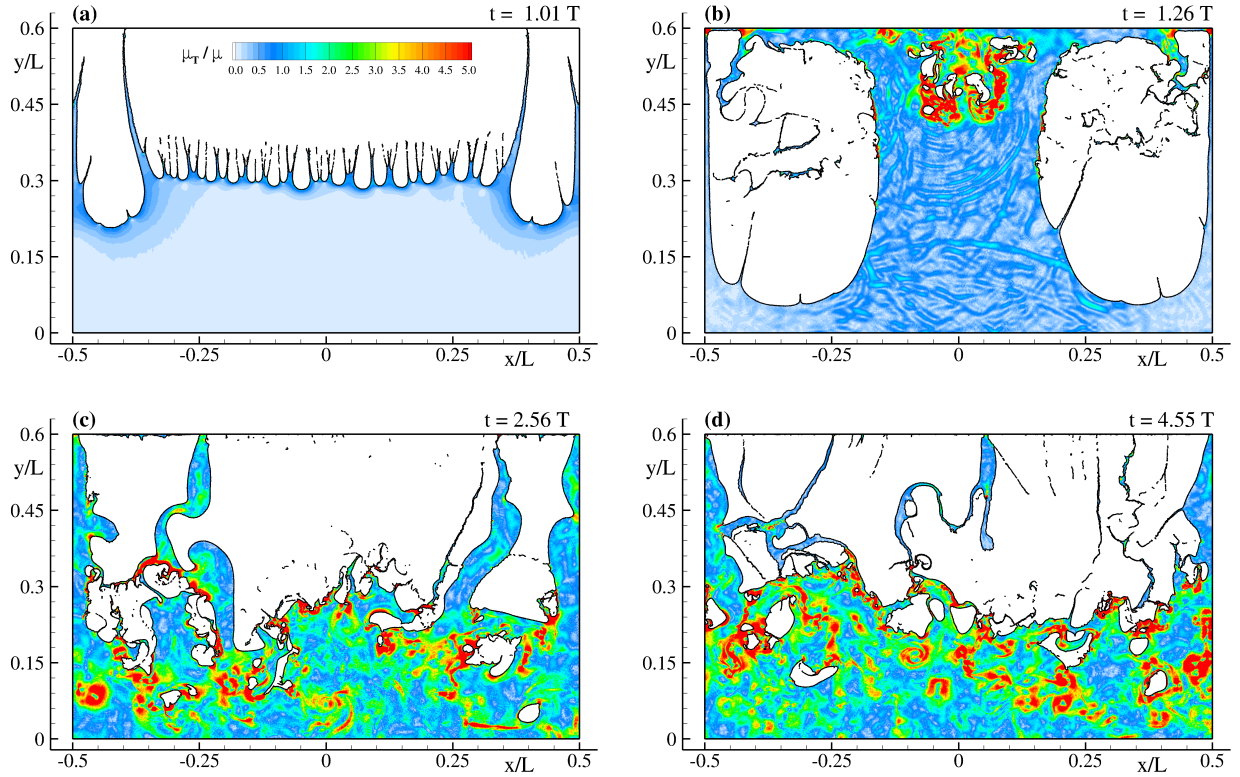 (a) t = 1.01 T
0.6
y/L
0.45
0.3
0.15
0
μT / μ
0.0 0.5 1.0 1.5 2.0 2.5 3.0 3.5 4.0 4.5 5.0
-0.5 -0.25 0 0.25 0.5
x/L
(b) t = 1.26 T
0.6
y/L
0.45
0.3
0.15
0
-0.5 -0.25 0 0.25 0.5
x/L
(c) t = 2.56 T
0.6
y/L
0.45
0.3
0.15
0
-0.5 -0.25 0 0.25 0.5
x/L
(d) t = 4.55 T
0.6
y/L
0.45
0.3
0.15
0
-0.5 -0.25 0 0.25 0.5
x/L